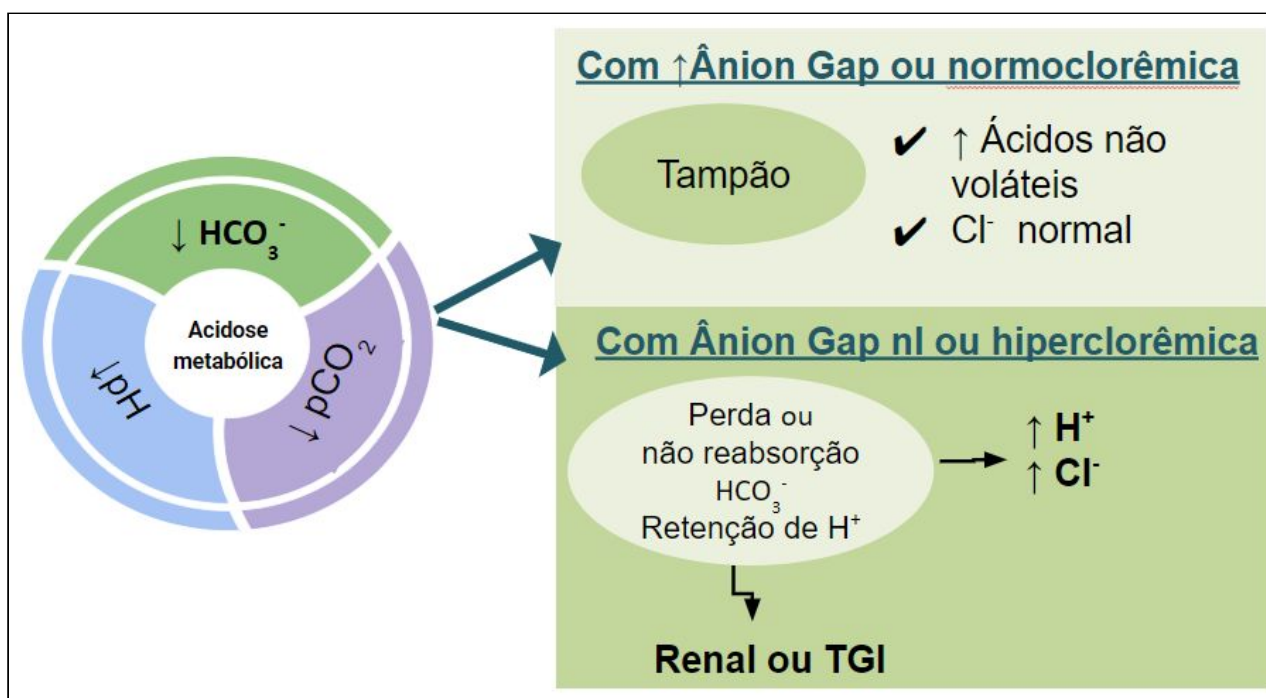 ↓ HCO₃⁻
Acidose
metabólica
↓pH
↓ pCO₂
Com ↑Ânion Gap ou normoclorêmica
Tampão
✔ ↑ Ácidos não
voláteis
✔ Cl⁻ normal
Com Ânion Gap nl ou hiperclorêmica
Perda ou
não reabsorção
HCO₃⁻
Retenção de H⁺
↑ H⁺
↑ Cl⁻
Renal ou TGI